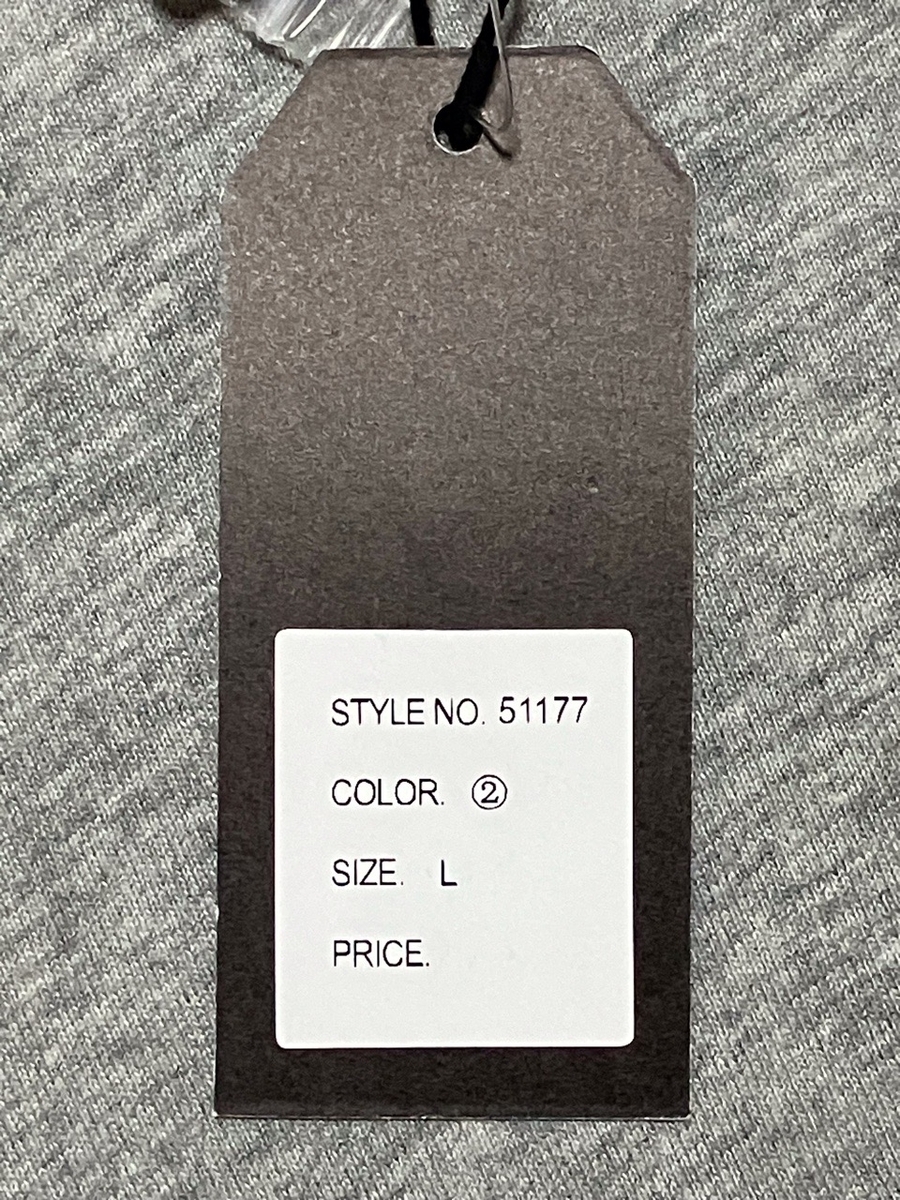 STYLE NO. 51177
COLOR. ②
SIZE. L
PRICE.